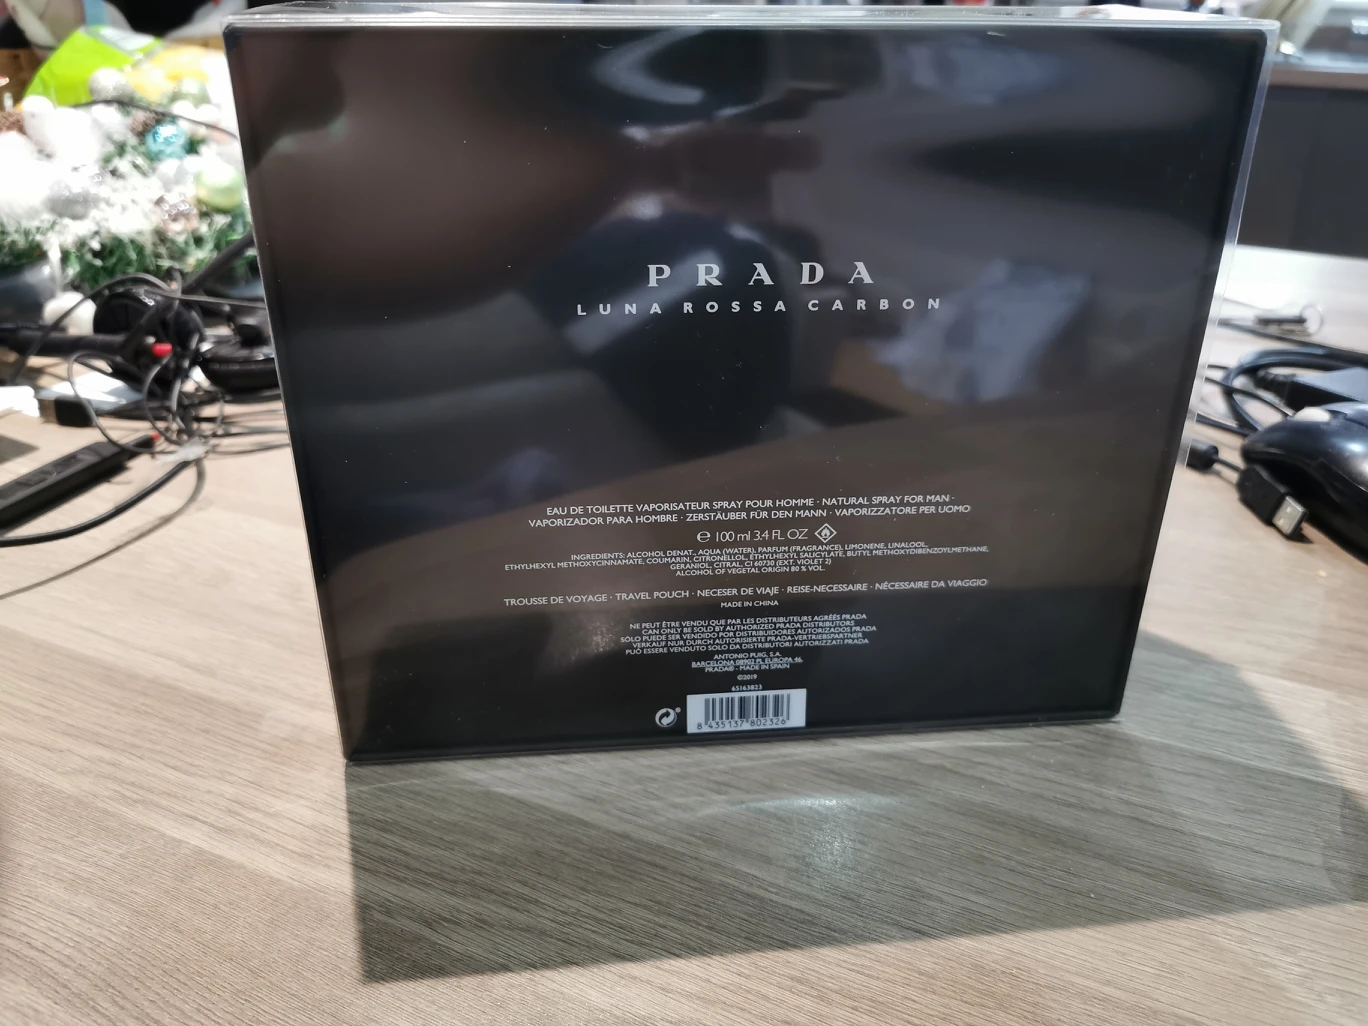 PRADA
LUNA ROSSA CARBON
EAU DE TOILETTE VAPORISATEUR SPRAY POUR HOMME · NATURAL SPRAY FOR MAN ·
VAPORIZADOR PARA HOMBRE · ZERSTÄUBER FÜR DEN MANN · VAPORIZZATORE PER UOMO
℮ 100 ml 3.4 FL OZ
INGREDIENTS: ALCOHOL DENAT., AQUA (WATER), PARFUM (FRAGRANCE), LIMONENE, LINALOOL,
ETHYLHEXYL METHOXYCINNAMATE, COUMARIN, CITRONELLOL, ETHYLHEXYL SALICYLATE, BUTYL METHOXYDIBENZOYLMETHANE,
GERANIOL, CITRAL, CI 60730 (EXT. VIOLET 2)
ALCOHOL OF VEGETAL ORIGIN 80 % VOL.
TROUSSE DE VOYAGE · TRAVEL POUCH · NECESER DE VIAJE · REISE-NECESSAIRE · NÉCESSAIRE DA VIAGGIO
MADE IN CHINA
NE PEUT ÊTRE VENDU QUE PAR LES DISTRIBUTEURS AGRÉÉS PRADA
CAN ONLY BE SOLD BY AUTHORIZED PRADA DISTRIBUTORS
SÓLO PUEDE SER VENDIDO POR DISTRIBUIDORES AUTORIZADOS PRADA
VERKAUF NUR DURCH AUTORISIERTE PRADA-VERTRIEBSPARTNER
PUÒ ESSERE VENDUTO SOLO DA DISTRIBUTORI AUTORIZZATI PRADA
ANTONIO PUIG, S.A.
BARCELONA 08902 PL EUROPA 46,
PRADA® - MADE IN SPAIN
©2019
65163823
8 435137 802326